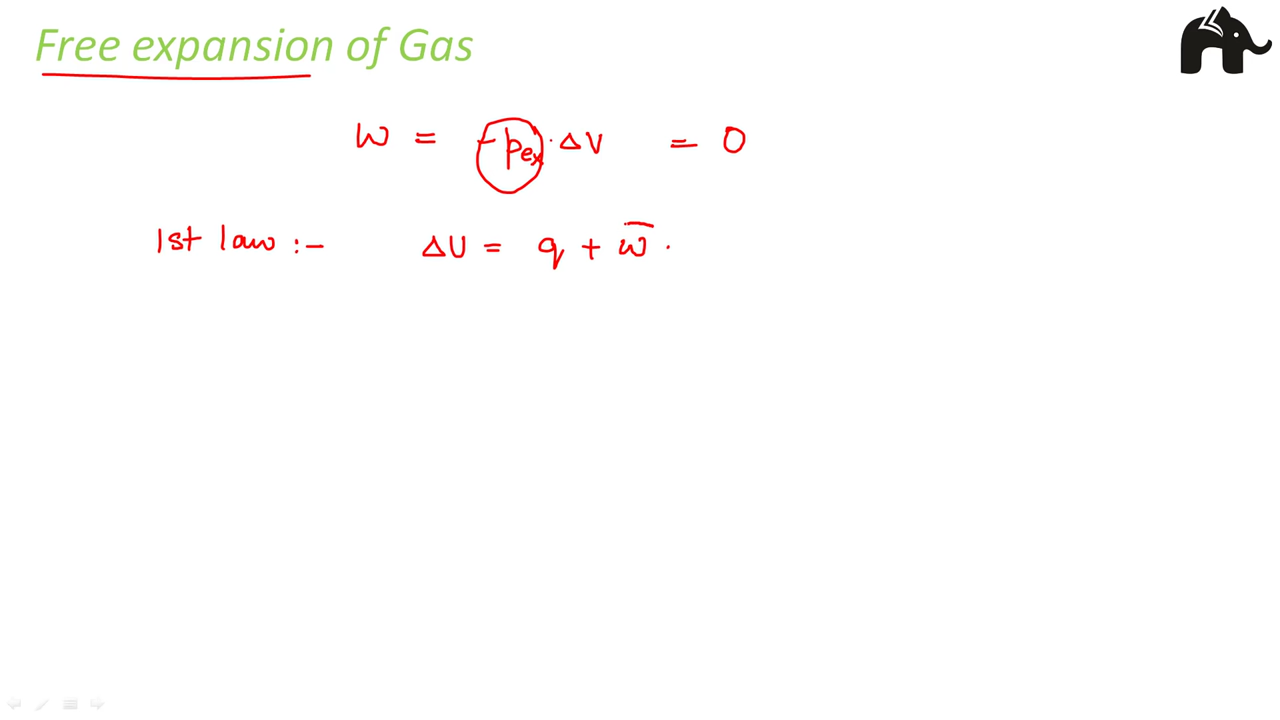 Free expansion of Gas
W = - Pex · ΔV = 0
1st law :- ΔU = q + w̅ .